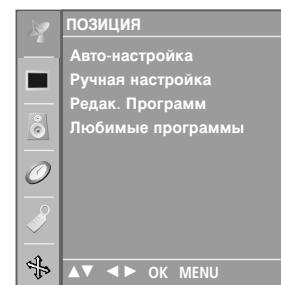 ПОЗИЦИЯ
Авто-настройка
Ручная настройка
Редак. Программ
Любимые программы
▲▼ ◄► OK MENU